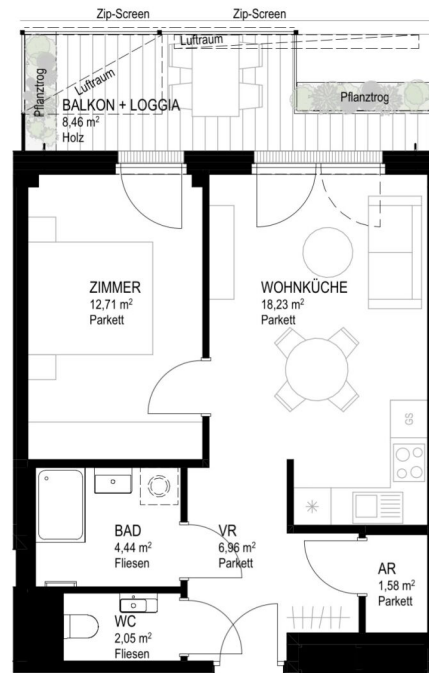 Zip-Screen Zip-Screen
Luftraum
Luftraum
Pflanztrog
Pflanztrog
BALKON + LOGGIA
8,46 m²
Holz
ZIMMER
12,71 m²
Parkett
WOHNKÜCHE
18,23 m²
Parkett
GS
BAD
4,44 m²
Fliesen
VR
6,96 m²
Parkett
AR
1,58 m²
Parkett
WC
2,05 m²
Fliesen